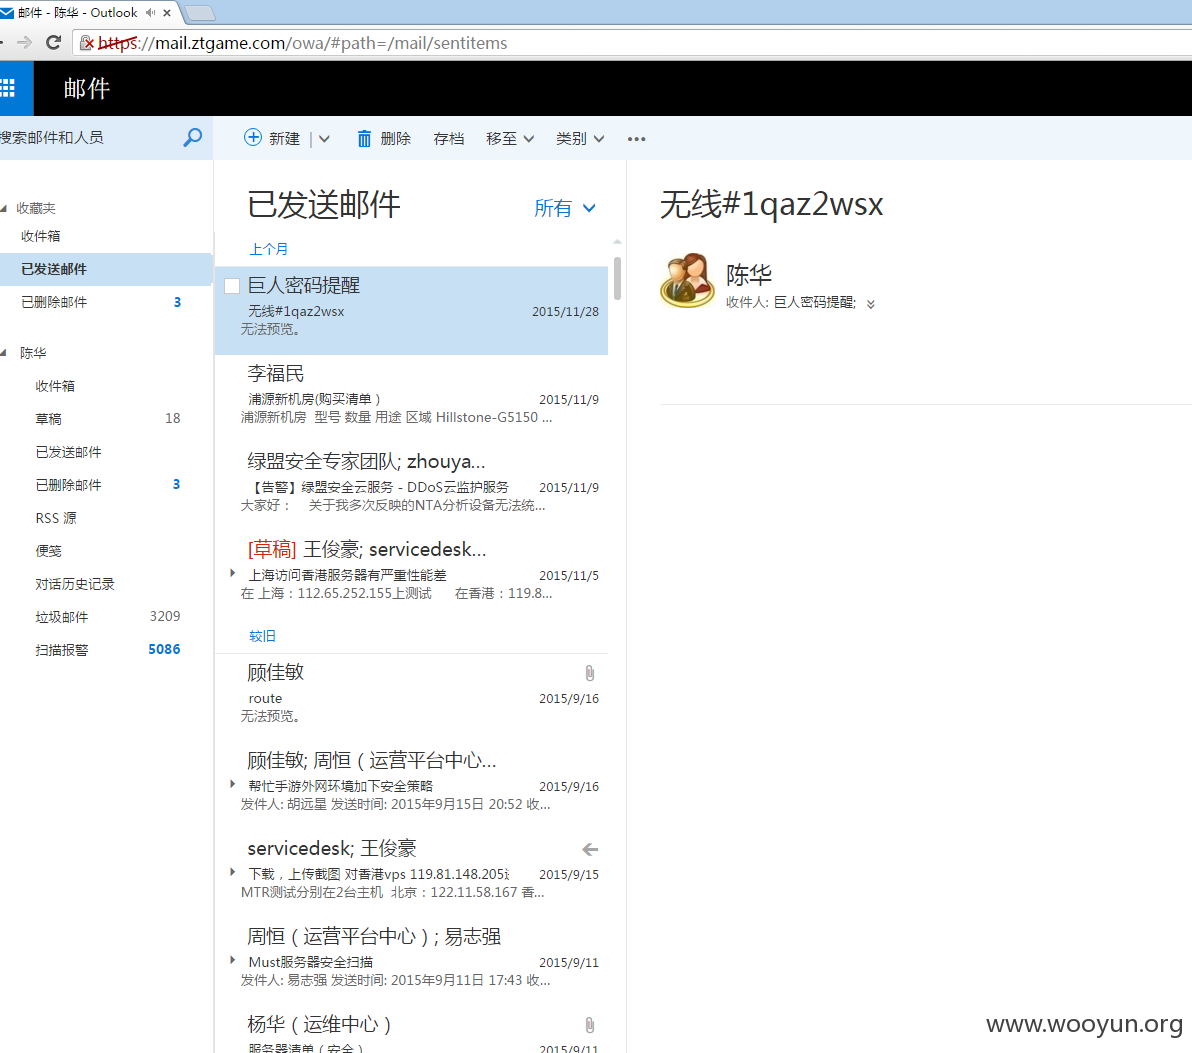 邮件 - 陈华 - Outlook
https://mail.ztgame.com/owa/#path=/mail/sentitems
邮件
搜索邮件和人员
新建
删除
存档
移至
类别
收藏夹
收件箱
已发送邮件
已删除邮件 3
陈华
收件箱
草稿 18
已发送邮件
已删除邮件 3
RSS 源
便笺
对话历史记录
垃圾邮件 3209
扫描报警 5086
已发送邮件 所有
上个月
巨人密码提醒
无线#1qaz2wsx 2015/11/28
无法预览。
李福民
浦源新机房(购买清单） 2015/11/9
浦源新机房 型号 数量 用途 区域 Hillstone-G5150 ...
绿盟安全专家团队; zhouya...
【告警】绿盟安全云服务 - DDoS云监护服务 2015/11/9
大家好： 关于我多次反映的NTA分析设备无法统...
[草稿] 王俊豪; servicedesk...
上海访问香港服务器有严重性能差 2015/11/5
在 上海：112.65.252.155上测试 在香港：119.8...
较旧
顾佳敏
route 2015/9/16
无法预览。
顾佳敏; 周恒（运营平台中心...
帮忙手游外网环境加下安全策略 2015/9/16
发件人: 胡远星 发送时间: 2015年9月15日 20:52 收...
servicedesk; 王俊豪
下载，上传截图 对香港vps 119.81.148.205 2015/9/15
MTR测试分别在2台主机 北京：122.11.58.167 香...
周恒（运营平台中心）; 易志强
Must服务器安全扫描 2015/9/11
发件人: 易志强 发送时间: 2015年9月11日 17:43 收...
杨华（运维中心）
服务器清单（安全） 2015/9/11
无线#1qaz2wsx
陈华
收件人: 巨人密码提醒;
www.wooyun.org